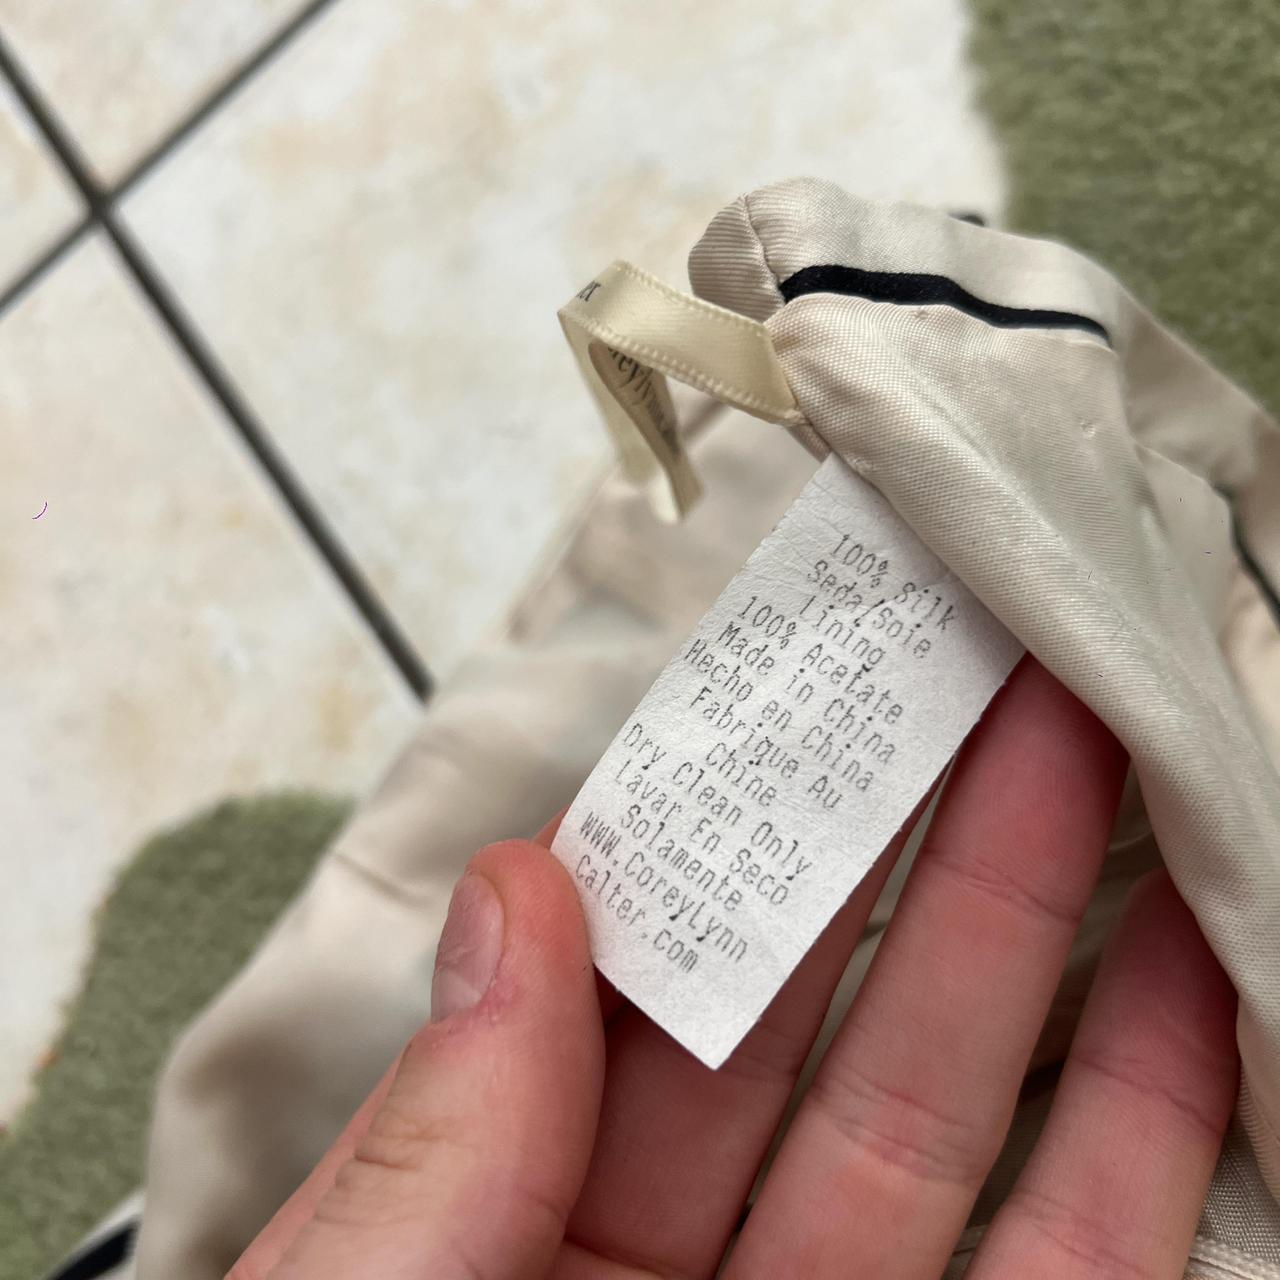 er
100% Silk
Seda/Soie
Lining
100% Acetate
Made in China
Hecho en China
Fabrique Au
Chine
Dry Clean Only
Lavar En Seco
Solamente
WWW.CoreyLynn
Calter.com